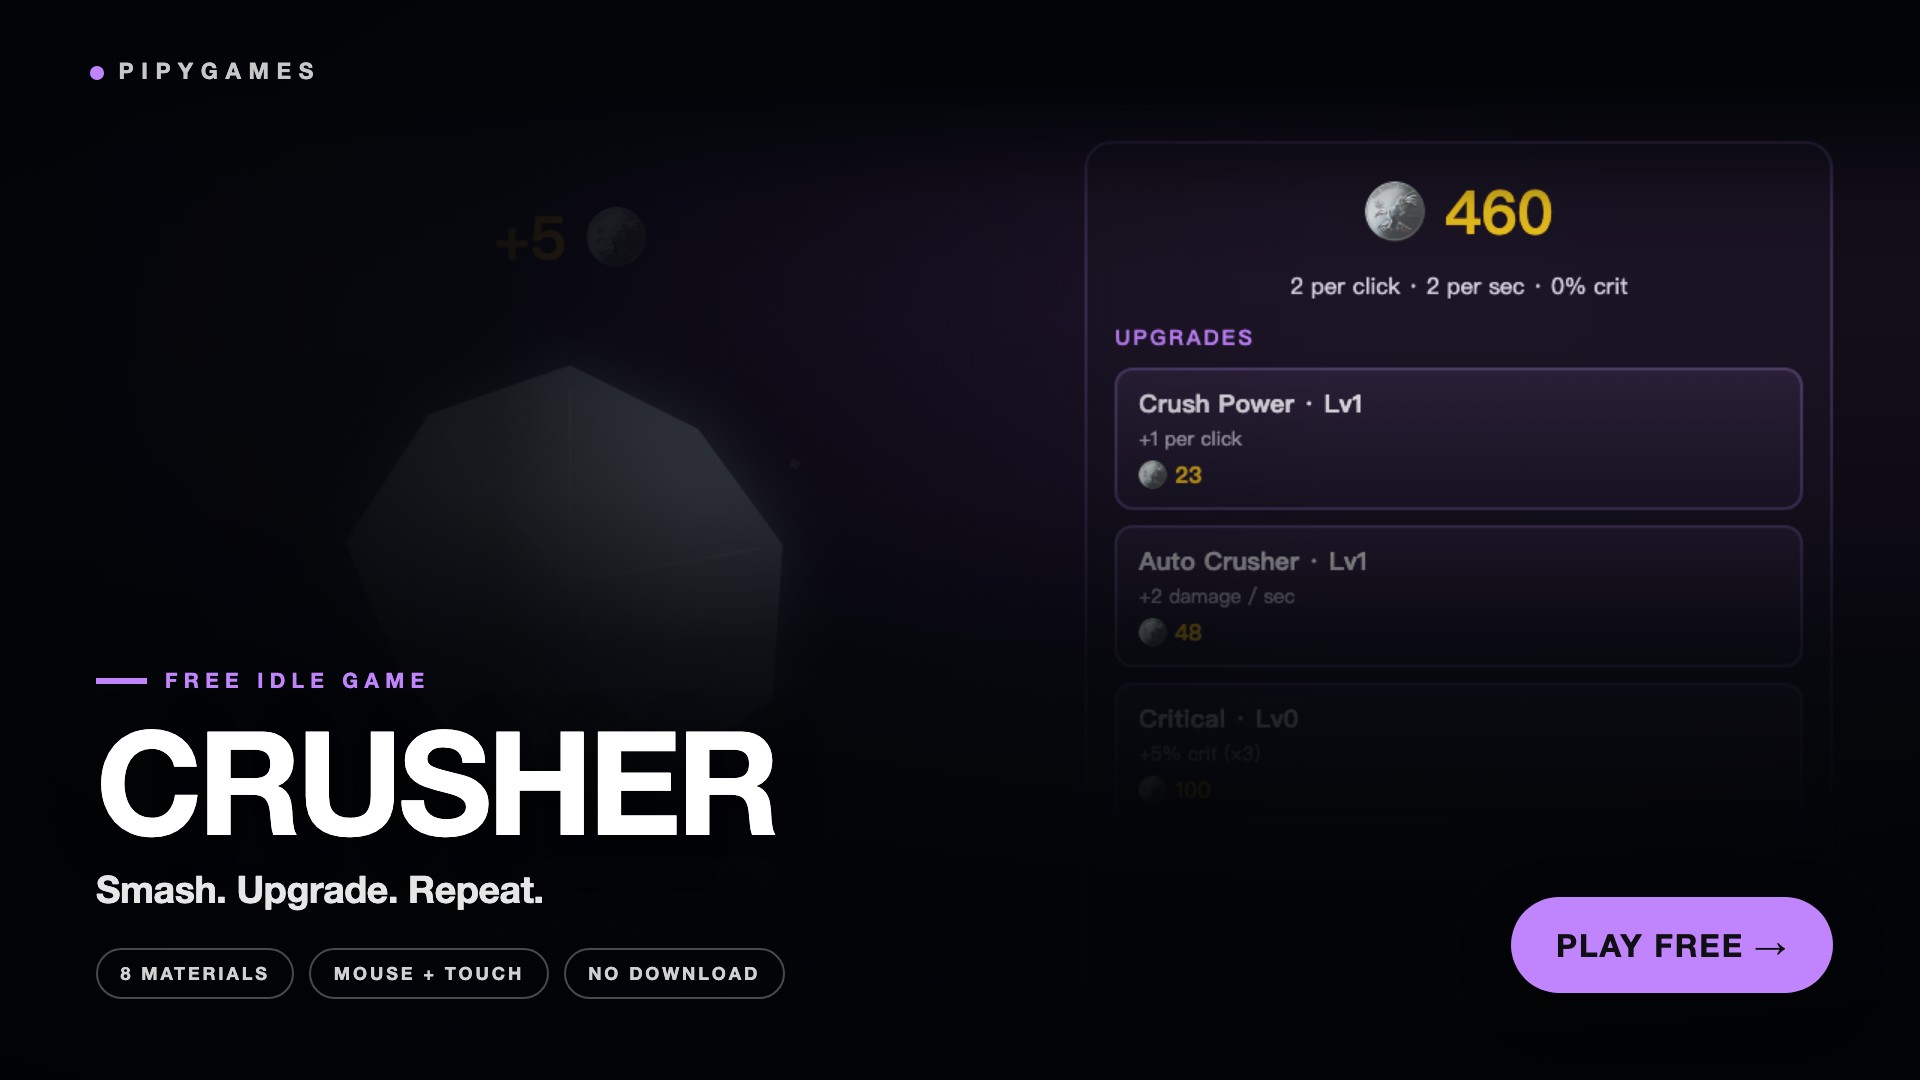 PIPYGAMES
+5
460
2 per click · 2 per sec · 0% crit
UPGRADES
Crush Power · Lv1
+1 per click
23
Auto Crusher · Lv1
+2 damage / sec
48
Critical · Lv0
+5% crit (×3)
100
FREE IDLE GAME
CRUSHER
Smash. Upgrade. Repeat.
8 MATERIALS
MOUSE + TOUCH
NO DOWNLOAD
PLAY FREE →